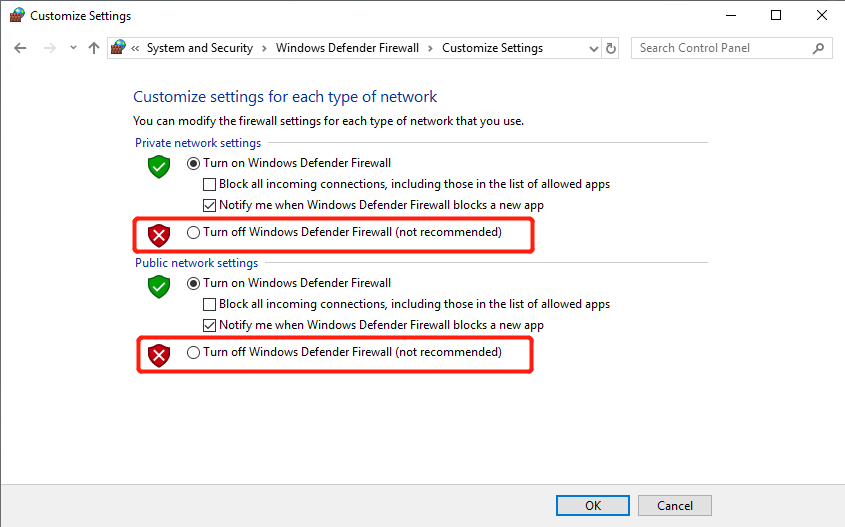 Customize Settings
« System and Security > Windows Defender Firewall > Customize Settings
Search Control Panel
Customize settings for each type of network
You can modify the firewall settings for each type of network that you use.
Private network settings
Turn on Windows Defender Firewall
Block all incoming connections, including those in the list of allowed apps
Notify me when Windows Defender Firewall blocks a new app
Turn off Windows Defender Firewall (not recommended)
Public network settings
Turn on Windows Defender Firewall
Block all incoming connections, including those in the list of allowed apps
Notify me when Windows Defender Firewall blocks a new app
Turn off Windows Defender Firewall (not recommended)
OK
Cancel